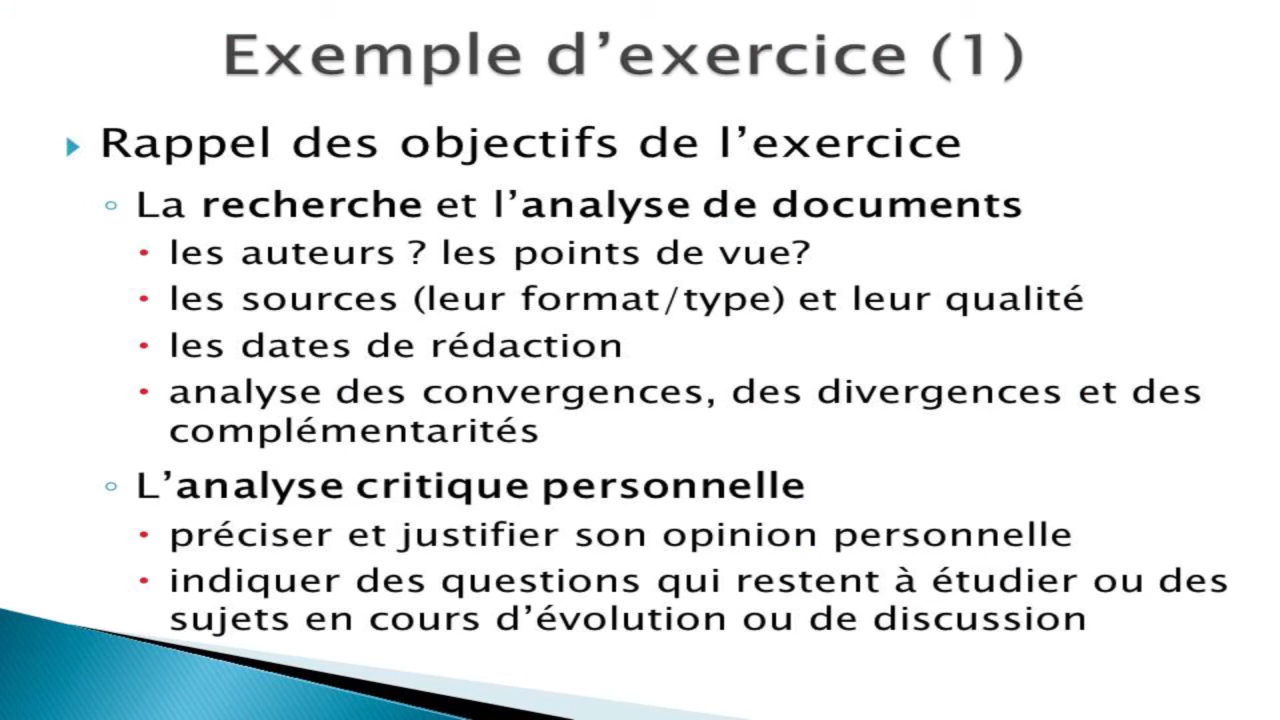 Exemple d’exercice (1)
Rappel des objectifs de l’exercice
La recherche et l’analyse de documents
les auteurs ? les points de vue?
les sources (leur format/type) et leur qualité
les dates de rédaction
analyse des convergences, des divergences et des
complémentarités
L’analyse critique personnelle
préciser et justifier son opinion personnelle
indiquer des questions qui restent à étudier ou des
sujets en cours d’évolution ou de discussion